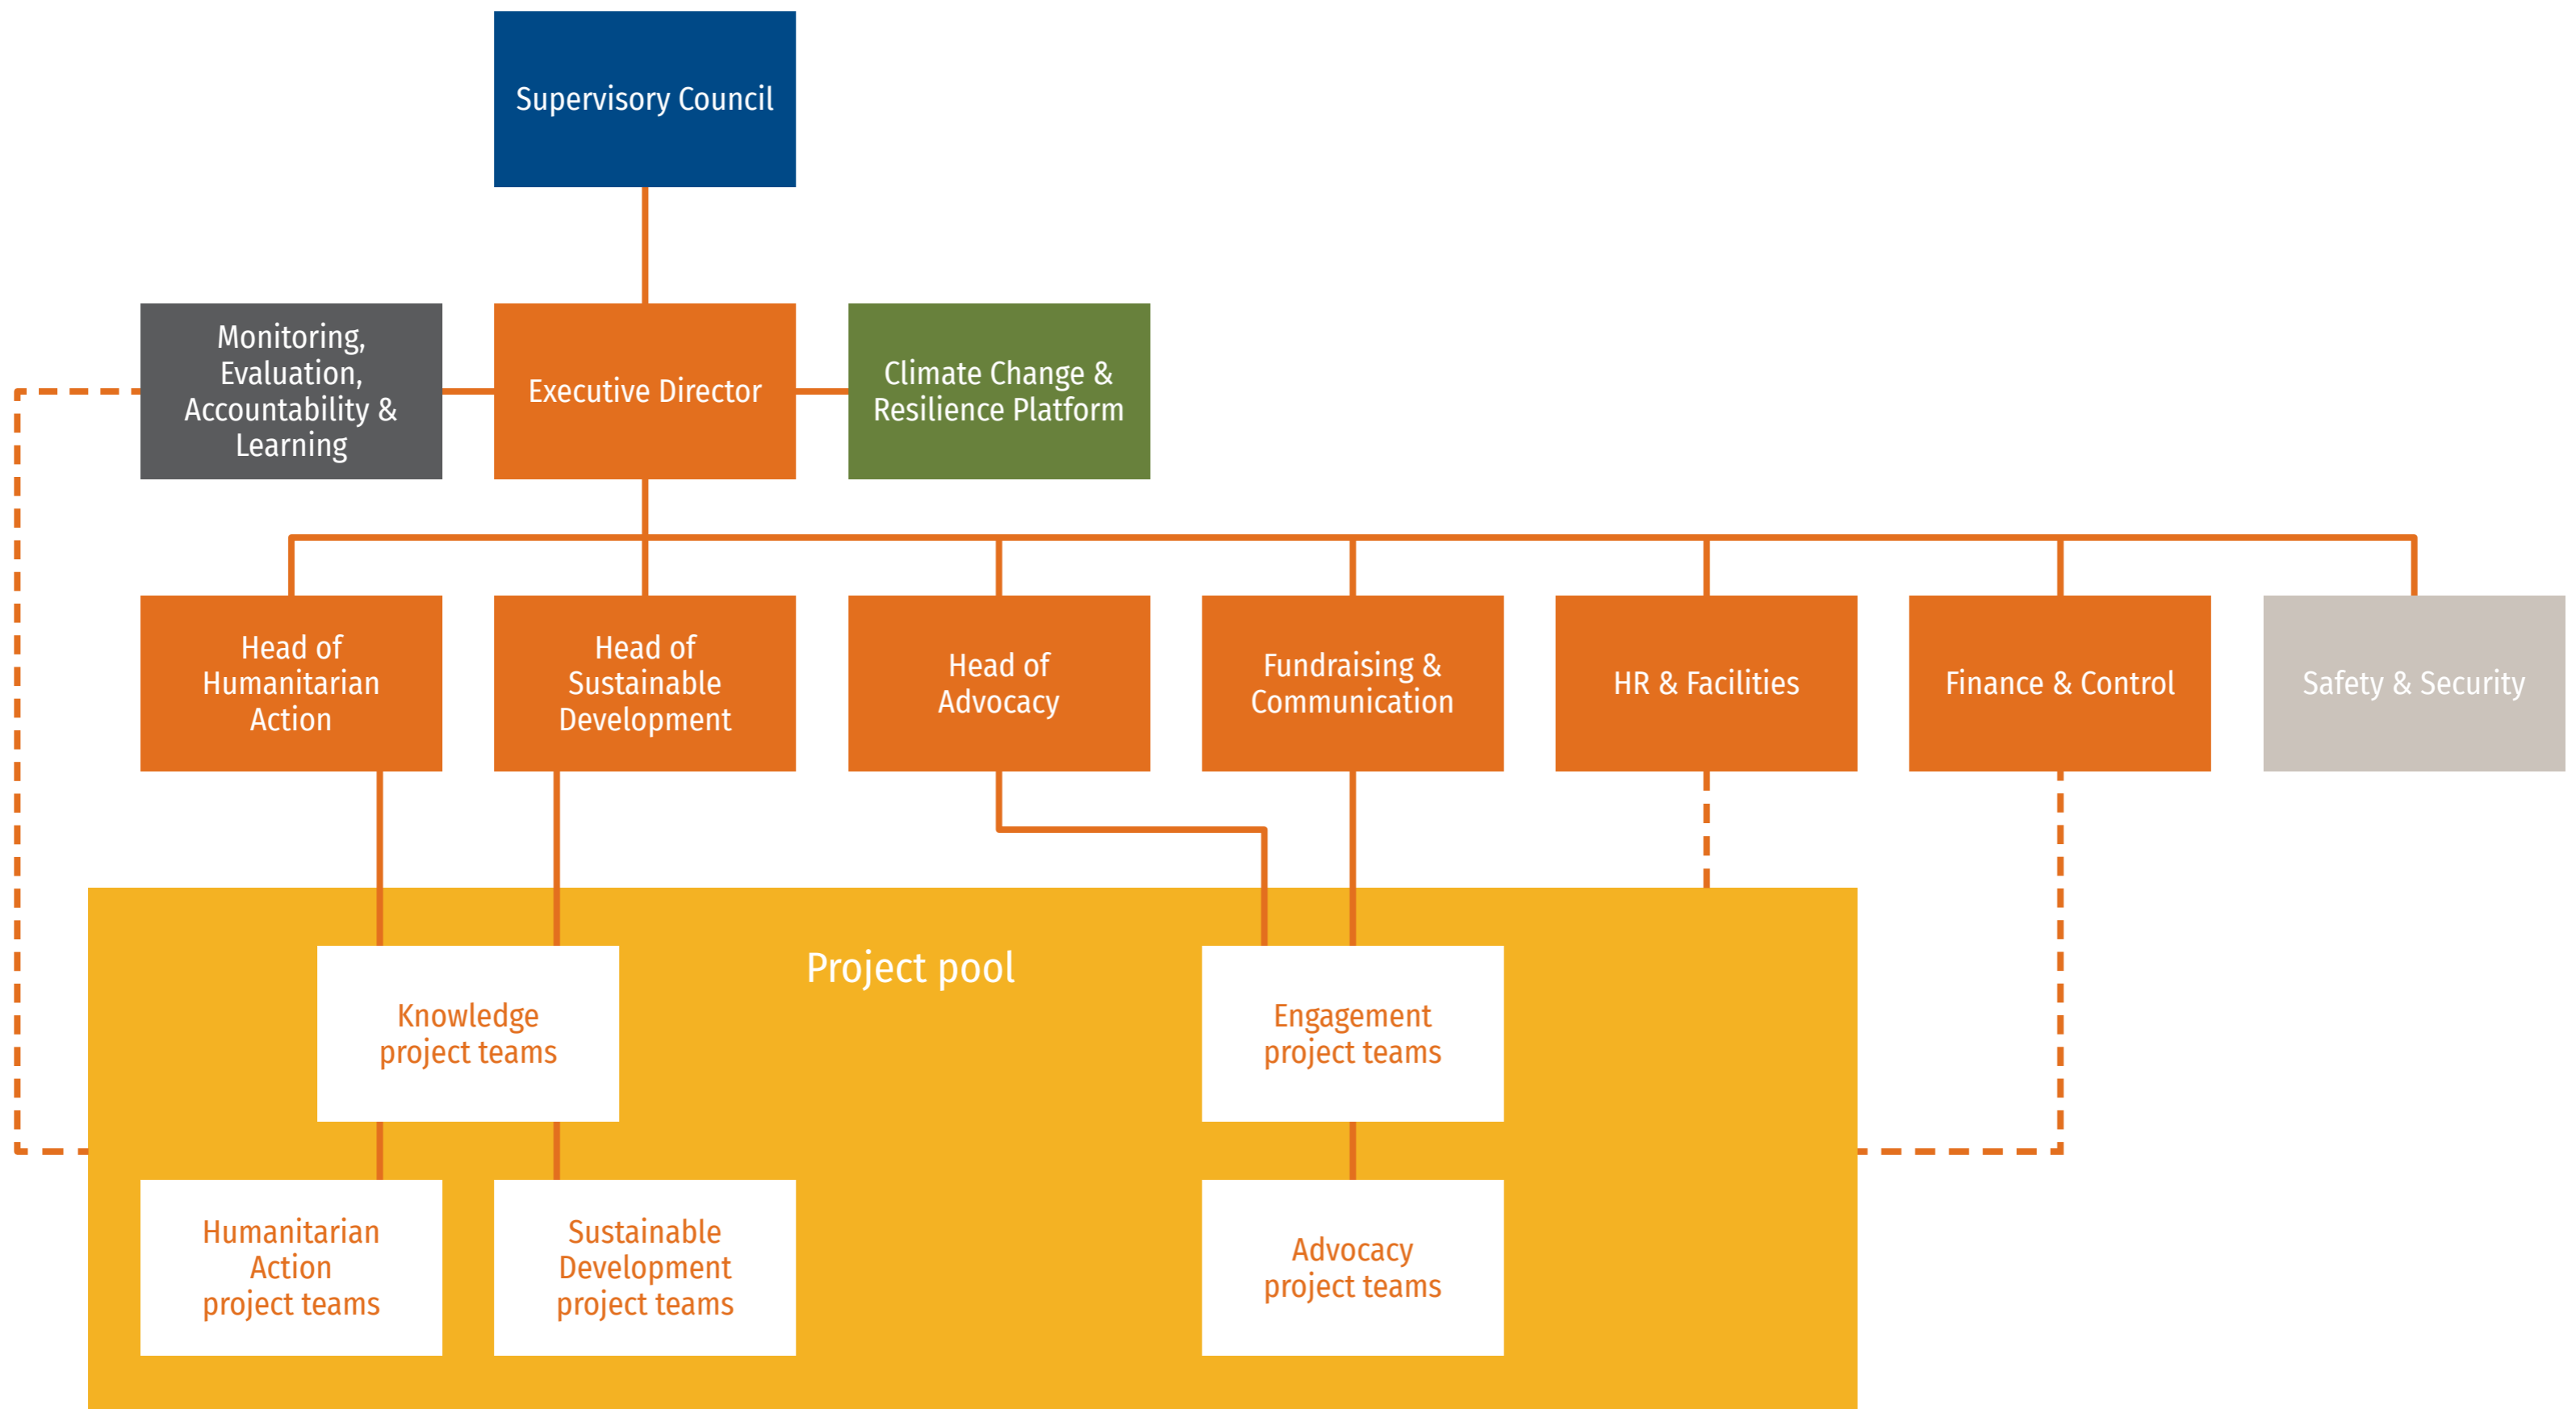 Supervisory Council
Monitoring,
Evaluation,
Accountability &
Learning
Executive Director
Climate Change &
Resilience Platform
Head of
Humanitarian
Action
Head of
Sustainable
Development
Head of
Advocacy
Fundraising &
Communication
HR & Facilities
Finance & Control
Safety & Security
Project pool
Knowledge
project teams
Engagement
project teams
Humanitarian
Action
project teams
Sustainable
Development
project teams
Advocacy
project teams